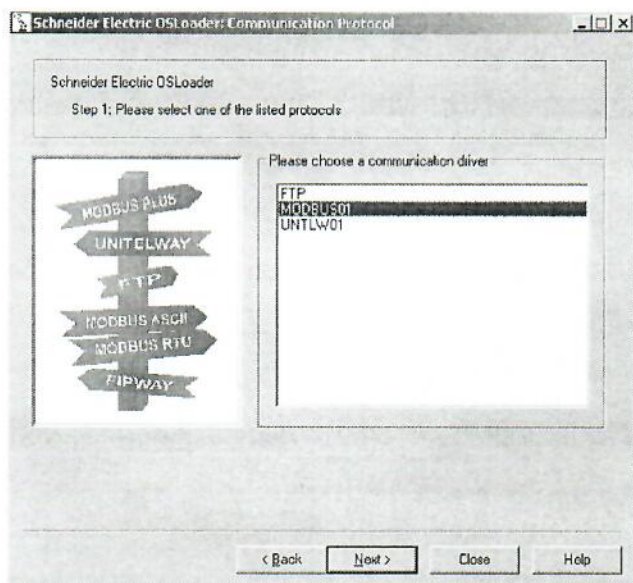 Schneider Electric OSLoader: Communication Protocol
Schneider Electric OSLoader
Step 1: Please select one of the listed protocols
Please choose a communication driver
FTP
MODBUS01
UNTLW01
MODBUS PLUS
UNITELWAY
FTP
MODBUS ASCII
MODBUS RTU
FIPWAY
< Back
Next >
Close
Help